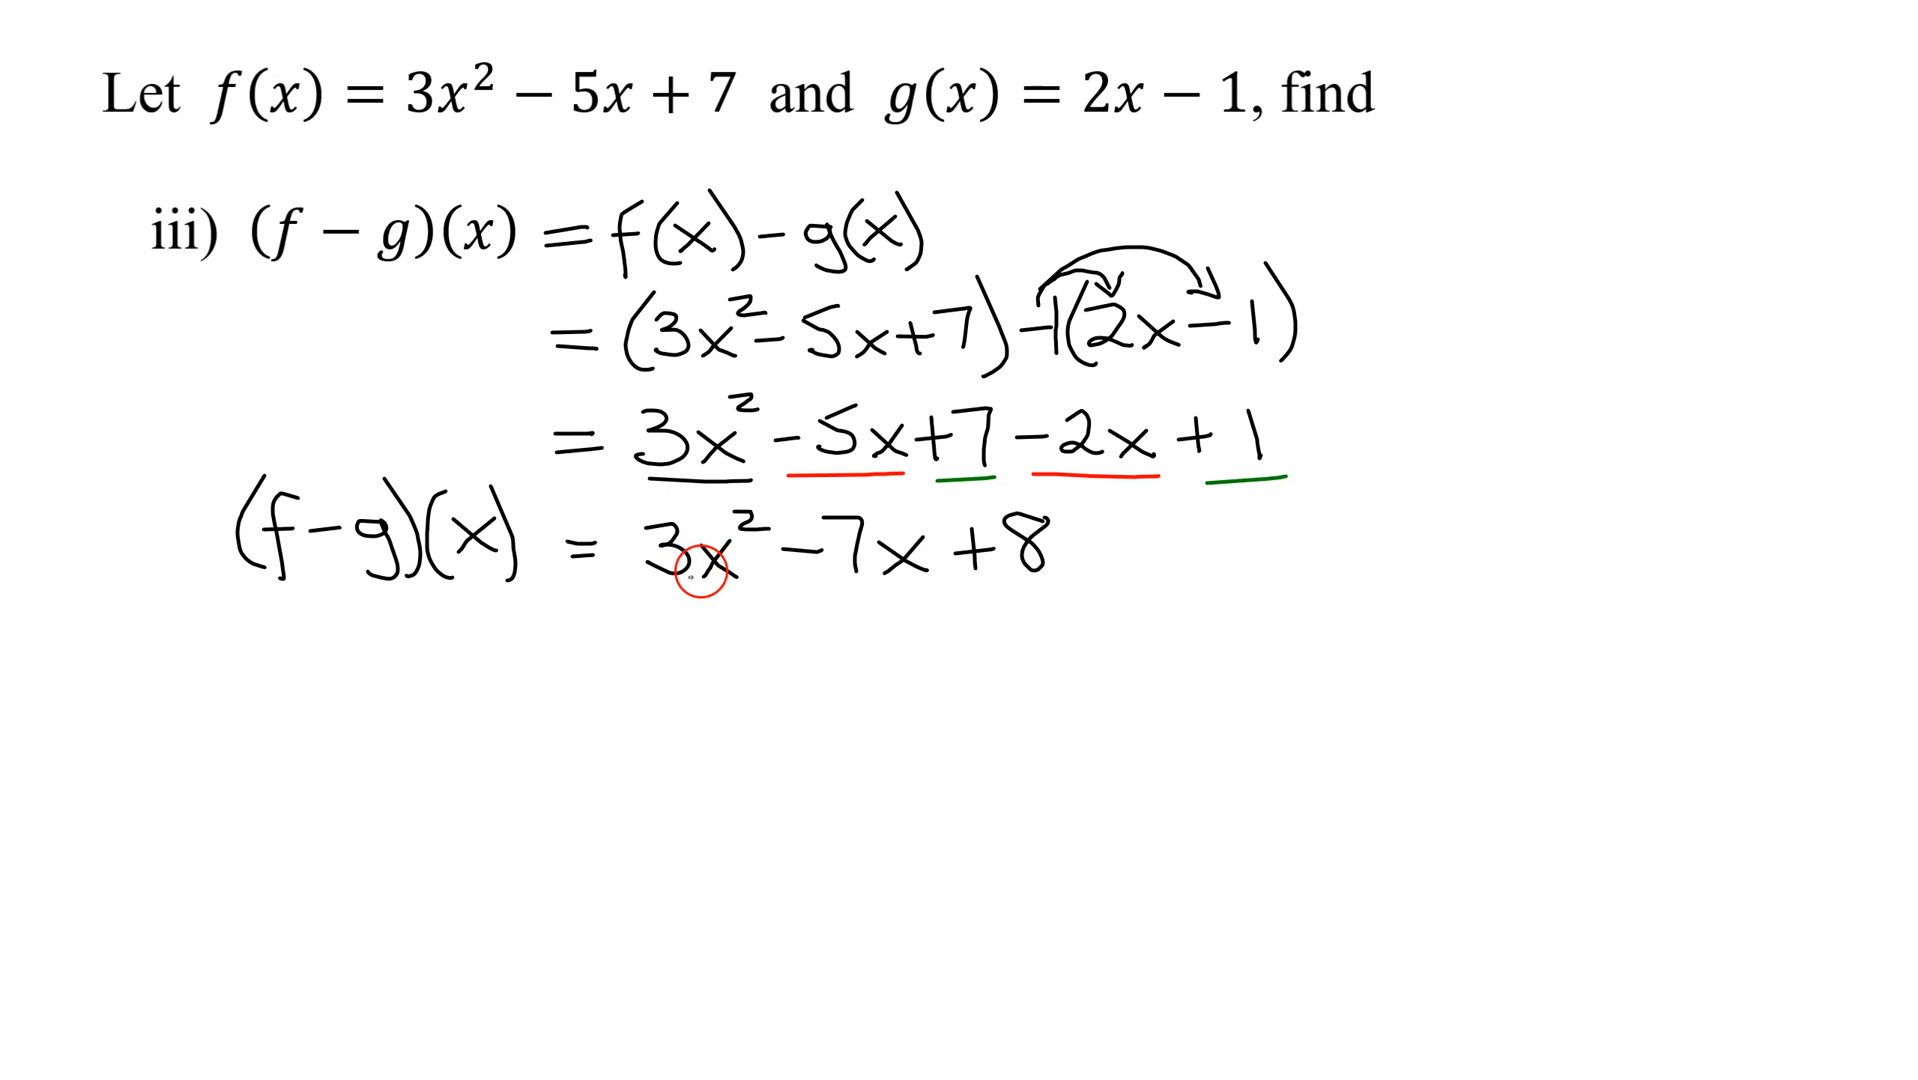 Let f(x) = 3x² − 5x + 7 and g(x) = 2x − 1, find
iii) (f − g)(x) = f(x) - g(x)
= (3x² - 5x + 7) - 1(2x - 1)
= 3x² - 5x + 7 - 2x + 1
(f - g)(x) = 3x² - 7x + 8